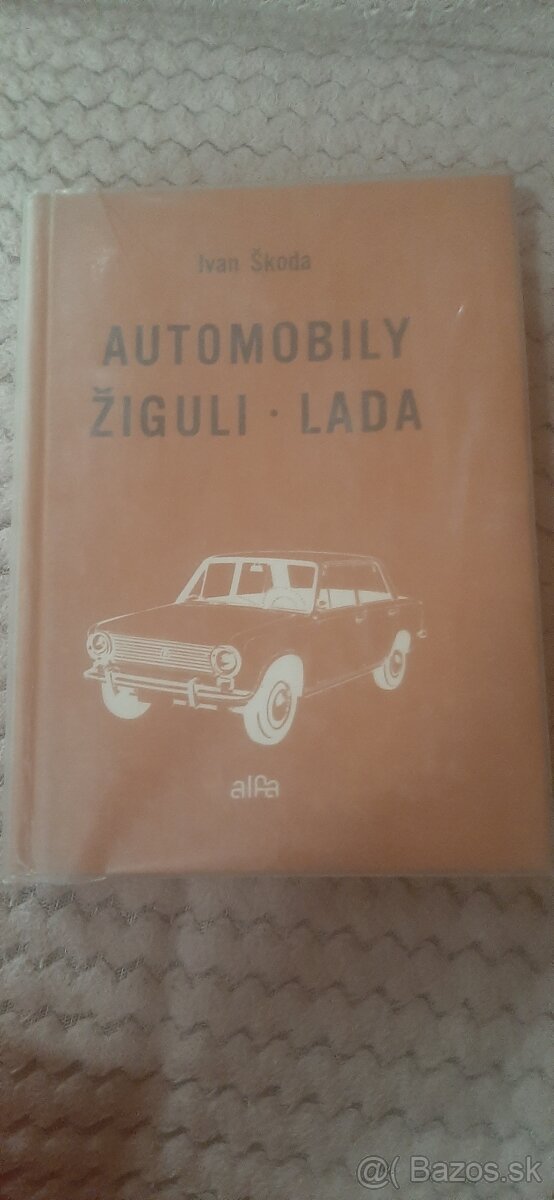 Ivan Škoda
AUTOMOBILY
ŽIGULI · LADA
alfa
@( Bazos.sk